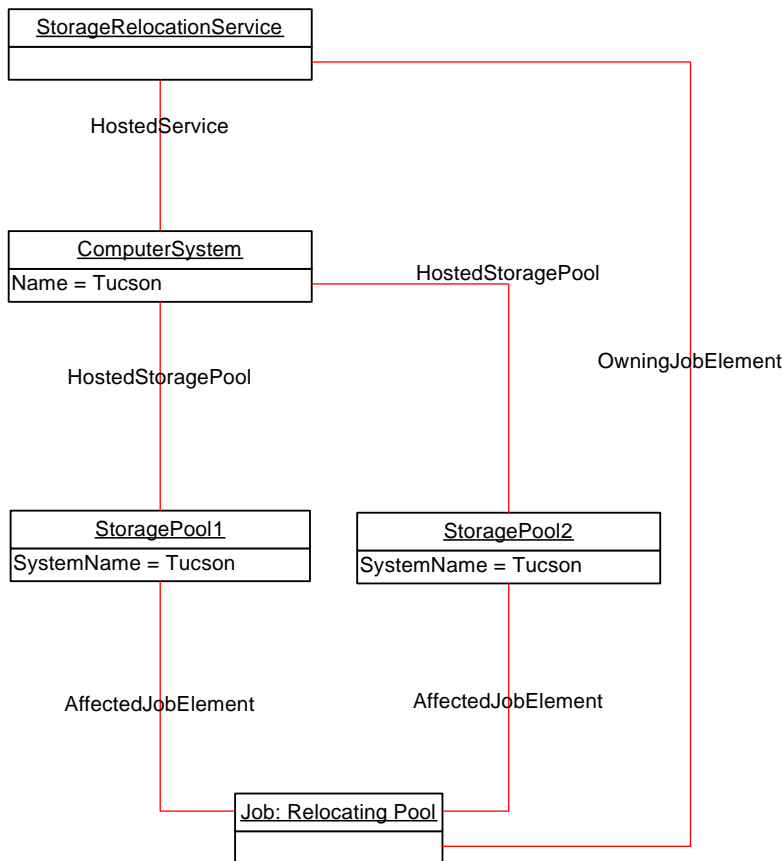 StorageRelocationService
HostedService
ComputerSystem
Name = Tucson
HostedStoragePool
OwningJobElement
HostedStoragePool
StoragePool1
SystemName = Tucson
StoragePool2
SystemName = Tucson
AffectedJobElement
AffectedJobElement
Job: Relocating Pool